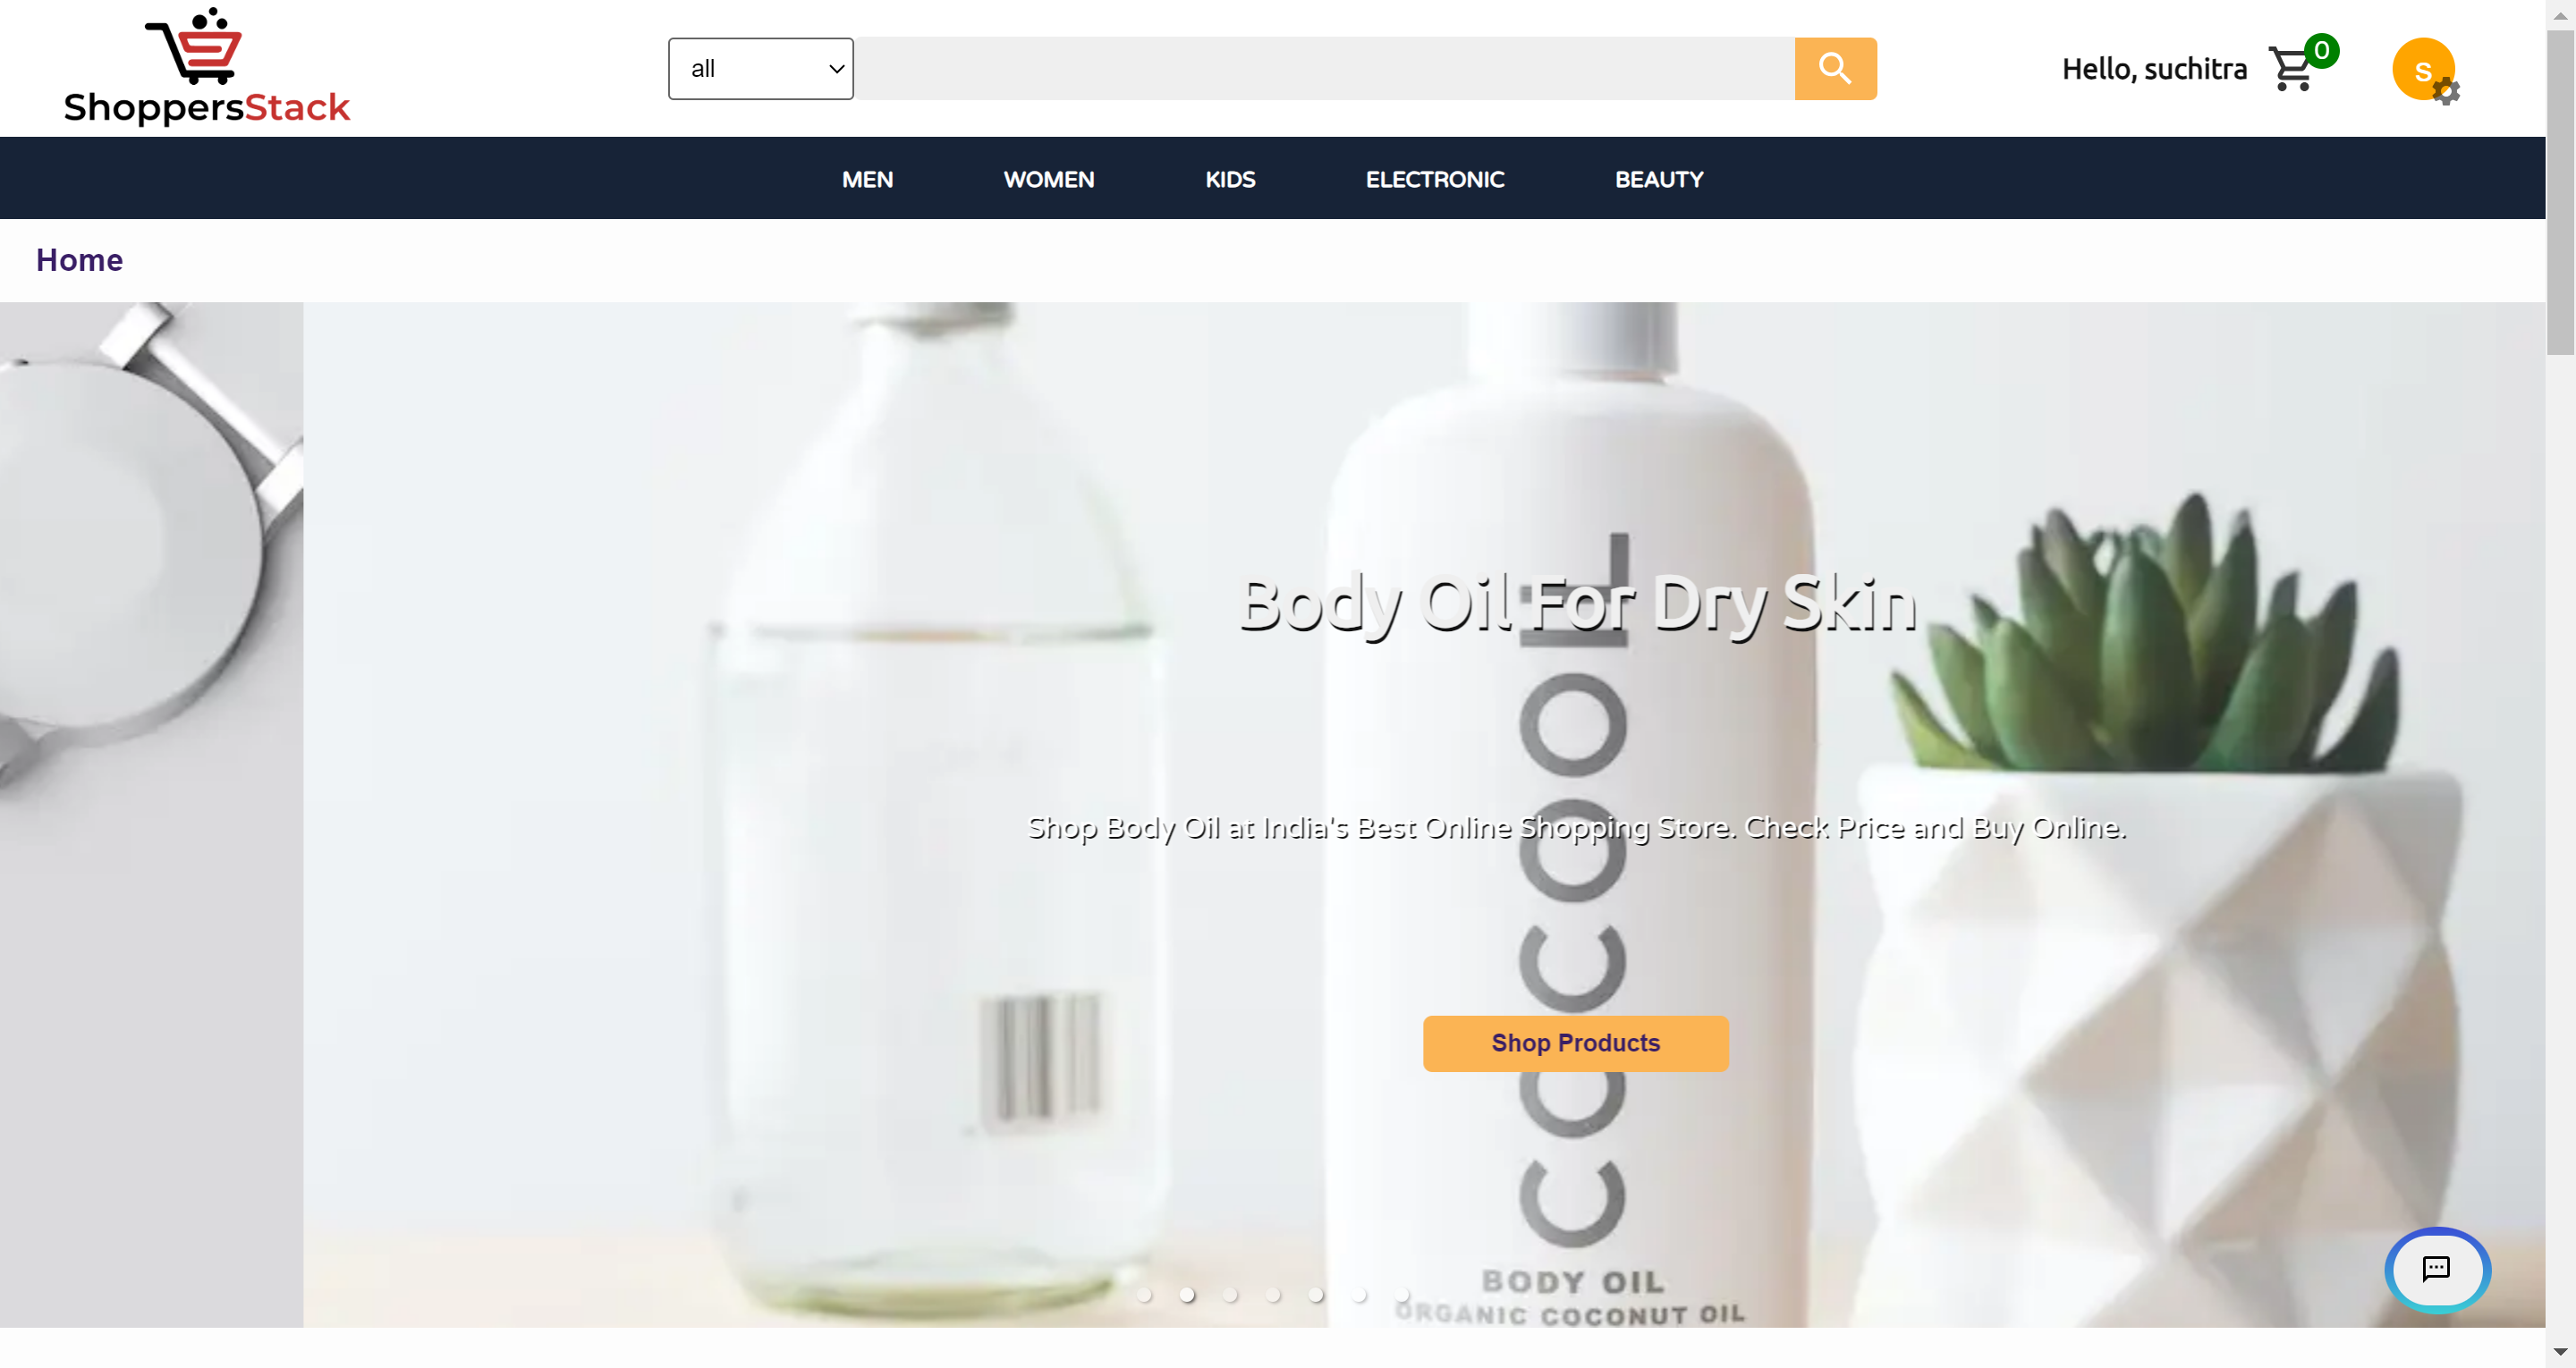 ShoppersStack
all
Hello, suchitra
0
S
MEN WOMEN KIDS ELECTRONIC BEAUTY
Home
Body Oil For Dry Skin
Shop Body Oil at India's Best Online Shopping Store. Check Price and Buy Online.
Shop Products
COCOOIL
BODY OIL
ORGANIC COCONUT OIL